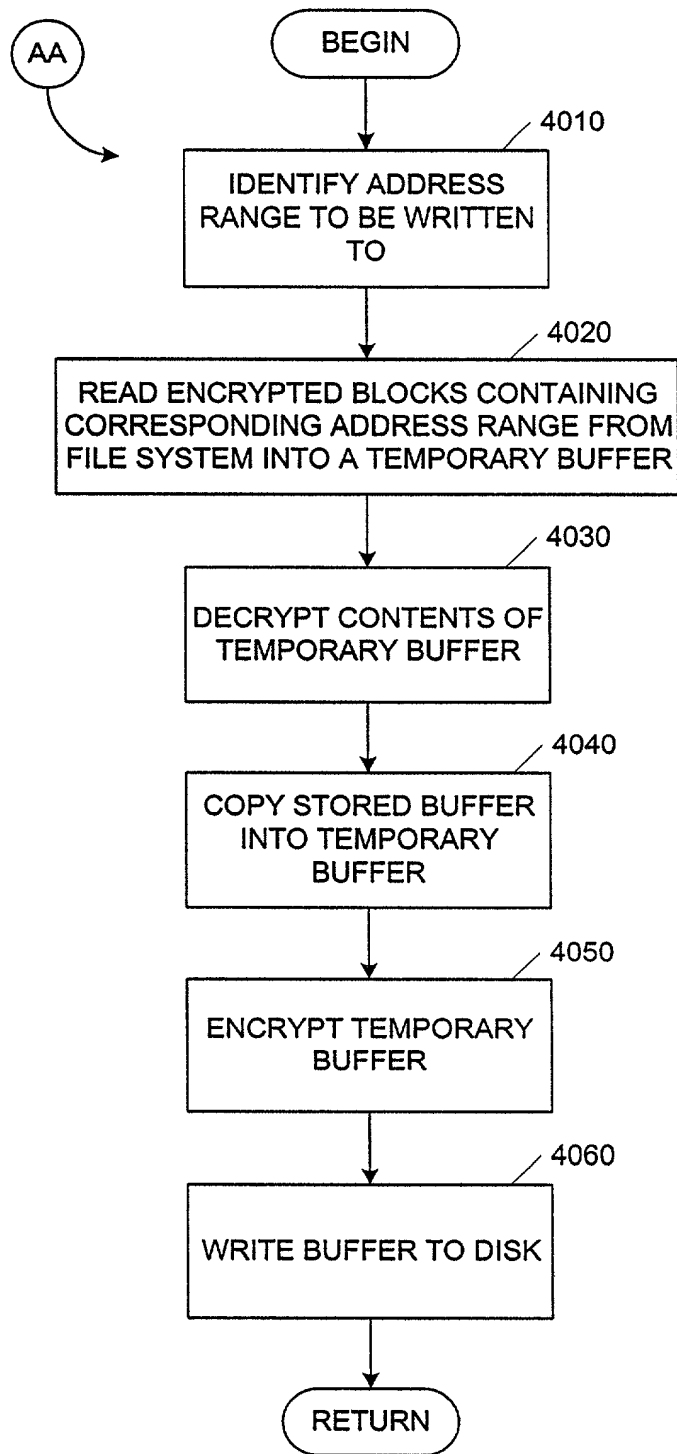 AA
BEGIN
4010
IDENTIFY ADDRESS
RANGE TO BE WRITTEN
TO
4020
READ ENCRYPTED BLOCKS CONTAINING
CORRESPONDING ADDRESS RANGE FROM
FILE SYSTEM INTO A TEMPORARY BUFFER
4030
DECRYPT CONTENTS OF
TEMPORARY BUFFER
4040
COPY STORED BUFFER
INTO TEMPORARY
BUFFER
4050
ENCRYPT TEMPORARY
BUFFER
4060
WRITE BUFFER TO DISK
RETURN